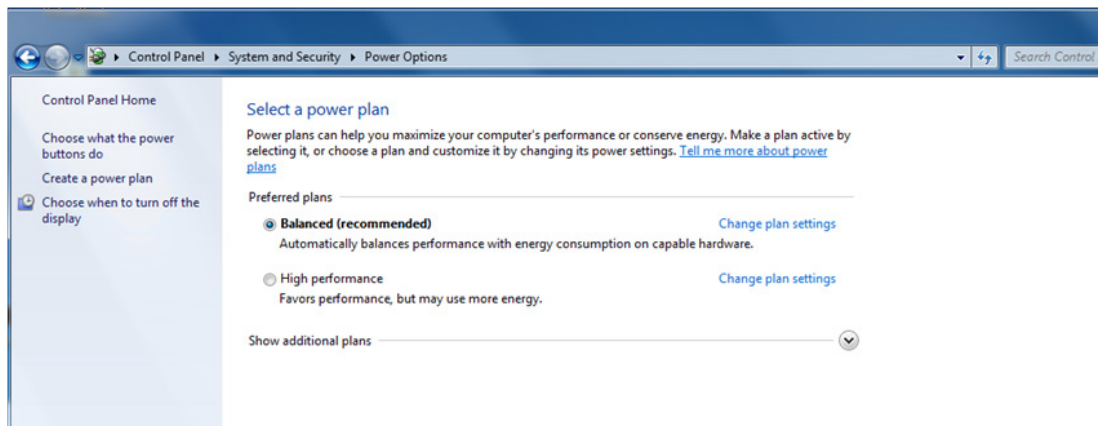 Control Panel ▸ System and Security ▸ Power Options
Search Control
Control Panel Home
Choose what the power
buttons do
Create a power plan
Choose when to turn off the
display
Select a power plan
Power plans can help you maximize your computer's performance or conserve energy. Make a plan active by
selecting it, or choose a plan and customize it by changing its power settings. Tell me more about power
plans
Preferred plans
Balanced (recommended)
Change plan settings
Automatically balances performance with energy consumption on capable hardware.
High performance
Change plan settings
Favors performance, but may use more energy.
Show additional plans